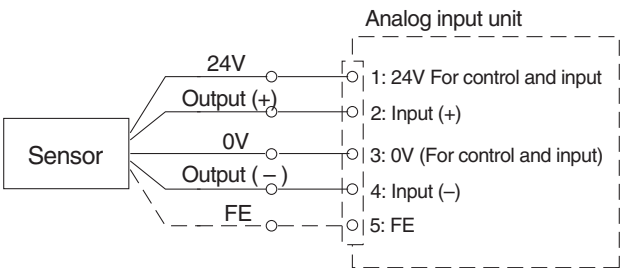 Analog input unit
24V
1: 24V For control and input
Output (+)
2: Input (+)
Sensor
0V
3: 0V (For control and input)
Output ( – )
4: Input (–)
FE
5: FE